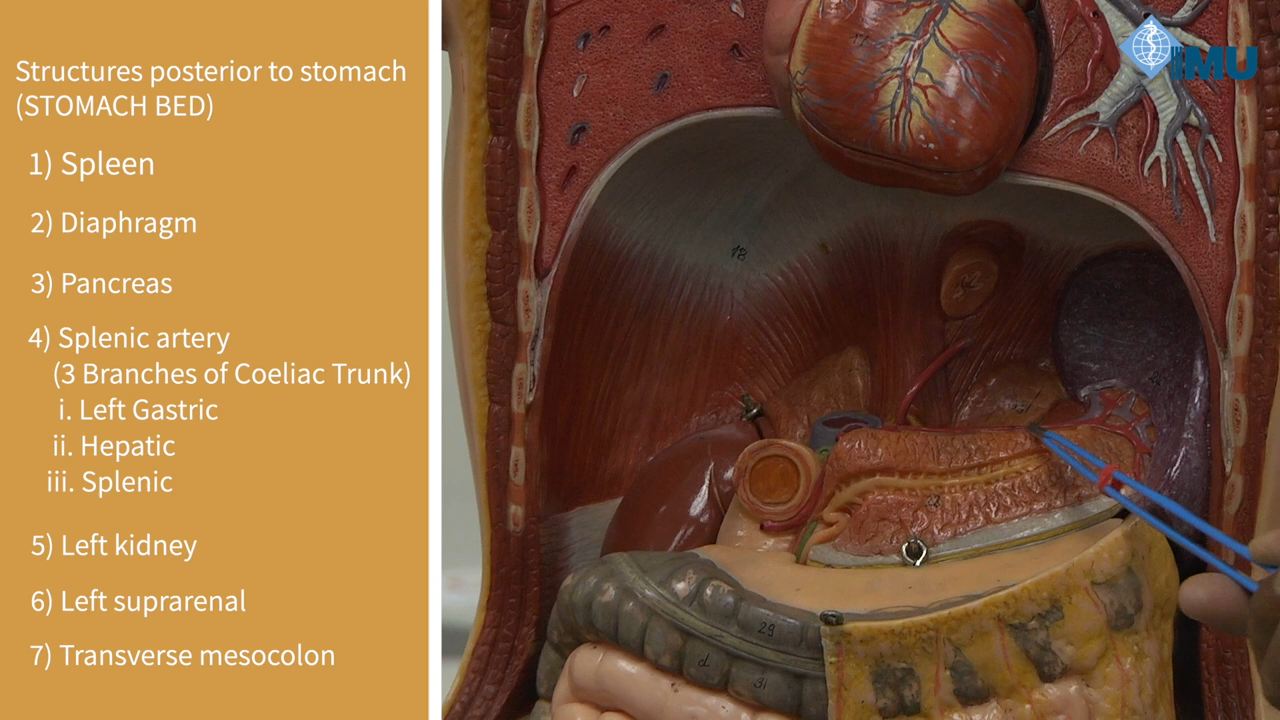 Structures posterior to stomach
(STOMACH BED)
1) Spleen
2) Diaphragm
3) Pancreas
4) Splenic artery
(3 Branches of Coeliac Trunk)
i. Left Gastric
ii. Hepatic
iii. Splenic
5) Left kidney
6) Left suprarenal
7) Transverse mesocolon
IMU
18
29
d
31